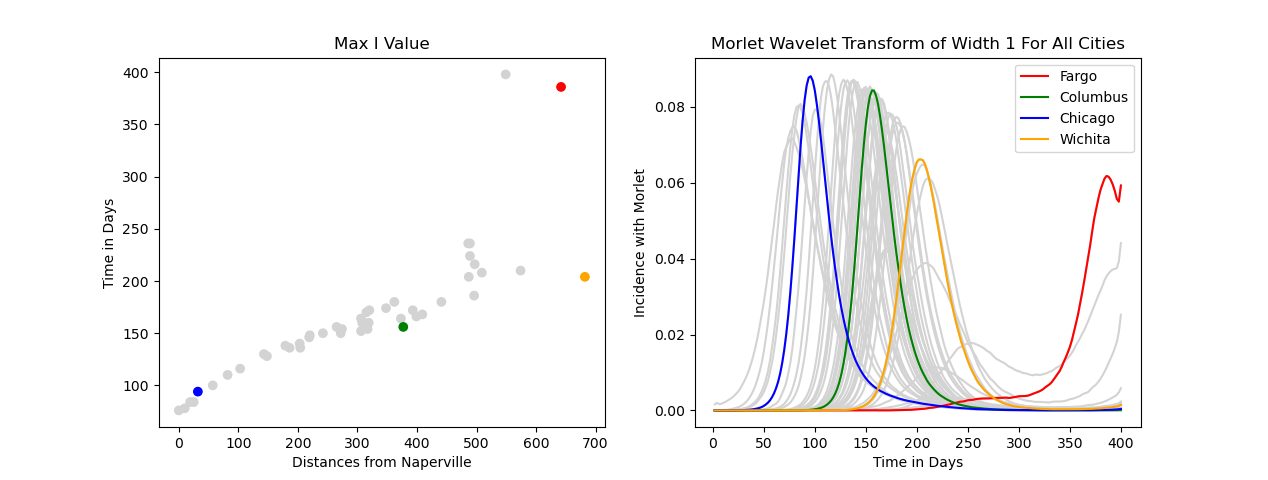 Max I Value
Time in Days
400
350
300
250
200
150
100
0
100
200
300
400
500
600
700
Distances from Naperville
Morlet Wavelet Transform of Width 1 For All Cities
Incidence with Morlet
0.08
0.06
0.04
0.02
0.00
Fargo
Columbus
Chicago
Wichita
0
50
100
150
200
250
300
350
400
Time in Days